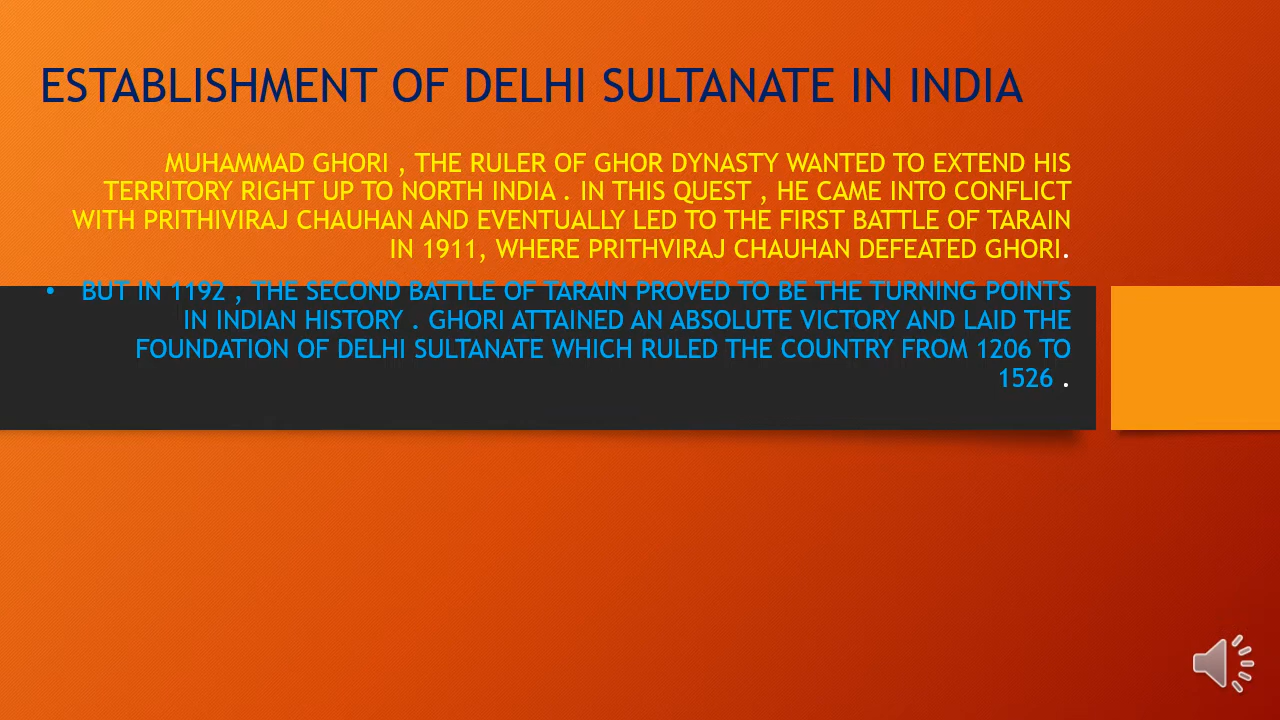 ESTABLISHMENT OF DELHI SULTANATE IN INDIA
MUHAMMAD GHORI , THE RULER OF GHOR DYNASTY WANTED TO EXTEND HIS
TERRITORY RIGHT UP TO NORTH INDIA . IN THIS QUEST , HE CAME INTO CONFLICT
WITH PRITHIVIRAJ CHAUHAN AND EVENTUALLY LED TO THE FIRST BATTLE OF TARAIN
IN 1911, WHERE PRITHVIRAJ CHAUHAN DEFEATED GHORI.
• BUT IN 1192 , THE SECOND BATTLE OF TARAIN PROVED TO BE THE TURNING POINTS
IN INDIAN HISTORY . GHORI ATTAINED AN ABSOLUTE VICTORY AND LAID THE
FOUNDATION OF DELHI SULTANATE WHICH RULED THE COUNTRY FROM 1206 TO
1526 .